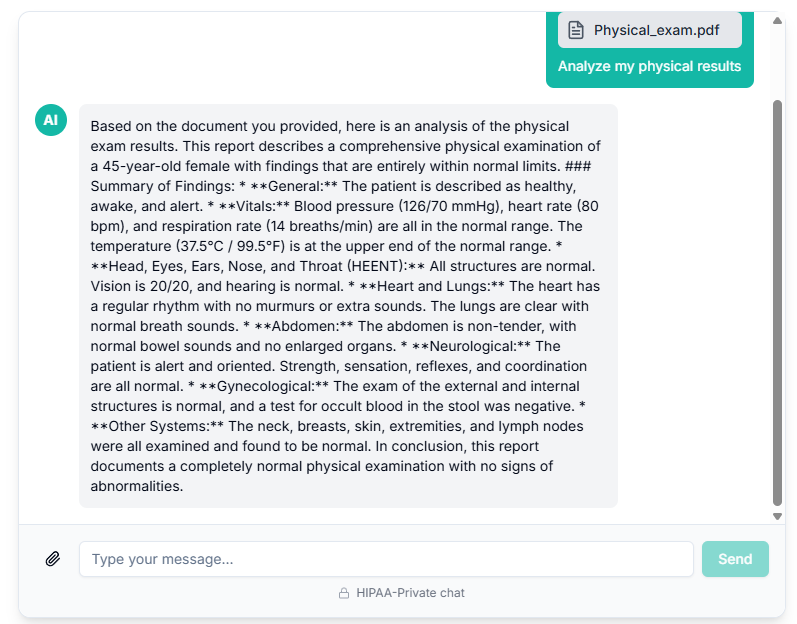 Physical_exam.pdf
Analyze my physical results
AI
Based on the document you provided, here is an analysis of the physical
exam results. This report describes a comprehensive physical examination of
a 45-year-old female with findings that are entirely within normal limits. ###
Summary of Findings: * **General:** The patient is described as healthy,
awake, and alert. * **Vitals:** Blood pressure (126/70 mmHg), heart rate (80
bpm), and respiration rate (14 breaths/min) are all in the normal range. The
temperature (37.5°C / 99.5°F) is at the upper end of the normal range. *
**Head, Eyes, Ears, Nose, and Throat (HEENT):** All structures are normal.
Vision is 20/20, and hearing is normal. * **Heart and Lungs:** The heart has
a regular rhythm with no murmurs or extra sounds. The lungs are clear with
normal breath sounds. * **Abdomen:** The abdomen is non-tender, with
normal bowel sounds and no enlarged organs. * **Neurological:** The
patient is alert and oriented. Strength, sensation, reflexes, and coordination
are all normal. * **Gynecological:** The exam of the external and internal
structures is normal, and a test for occult blood in the stool was negative. *
**Other Systems:** The neck, breasts, skin, extremities, and lymph nodes
were all examined and found to be normal. In conclusion, this report
documents a completely normal physical examination with no signs of
abnormalities.
Type your message...
Send
HIPAA-Private chat